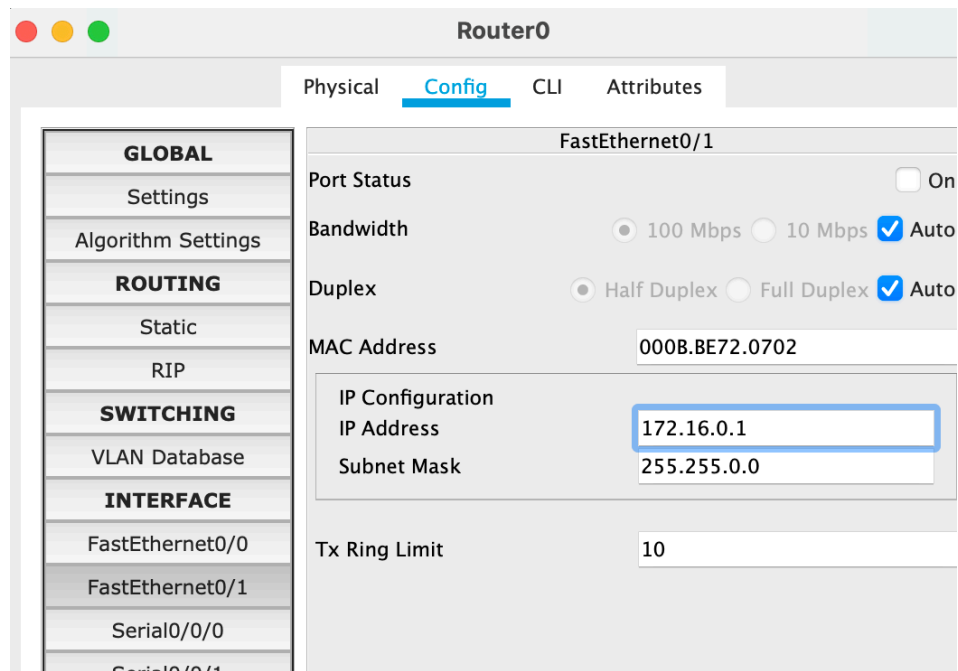 Router0
Physical Config CLI Attributes
GLOBAL
Settings
Algorithm Settings
ROUTING
Static
RIP
SWITCHING
VLAN Database
INTERFACE
FastEthernet0/0
FastEthernet0/1
Serial0/0/0
Serial0/0/1
FastEthernet0/1
Port Status On
Bandwidth 100 Mbps 10 Mbps Auto
Duplex Half Duplex Full Duplex Auto
MAC Address 000B.BE72.0702
IP Configuration
IP Address 172.16.0.1
Subnet Mask 255.255.0.0
Tx Ring Limit 10